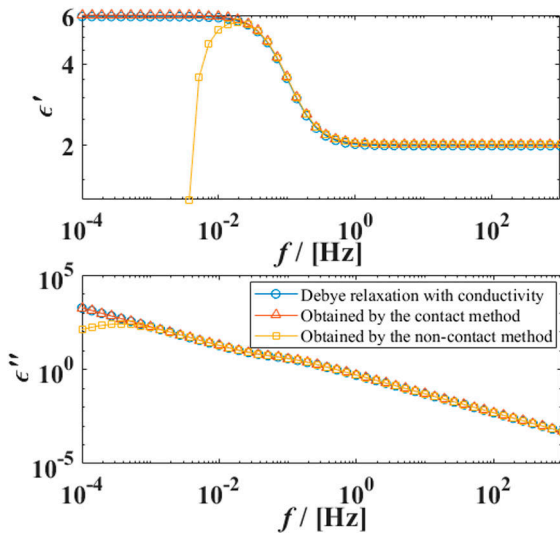 6
4
2
ϵ′
10⁻⁴ 10⁻² 10⁰ 10²
f / [Hz]
10⁵
10⁰
10⁻⁵
ϵ″
Debye relaxation with conductivity
Obtained by the contact method
Obtained by the non-contact method
10⁻⁴ 10⁻² 10⁰ 10²
f / [Hz]